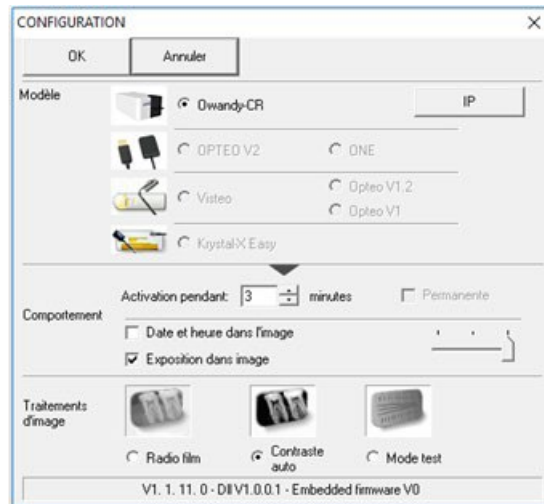 CONFIGURATION
OK
Annuler
Modèle
Owandy-CR
IP
OPTEO V2
ONE
Visteo
Opteo V1.2
Opteo V1
Krystal-X Easy
Comportement
Activation pendant: 3 minutes
Permanente
Date et heure dans l'image
Exposition dans image
Traitements
d'image
Radio film
Contraste
auto
Mode test
V1. 1. 11. 0 - Dll V1.0.0.1 - Embedded firmware V0